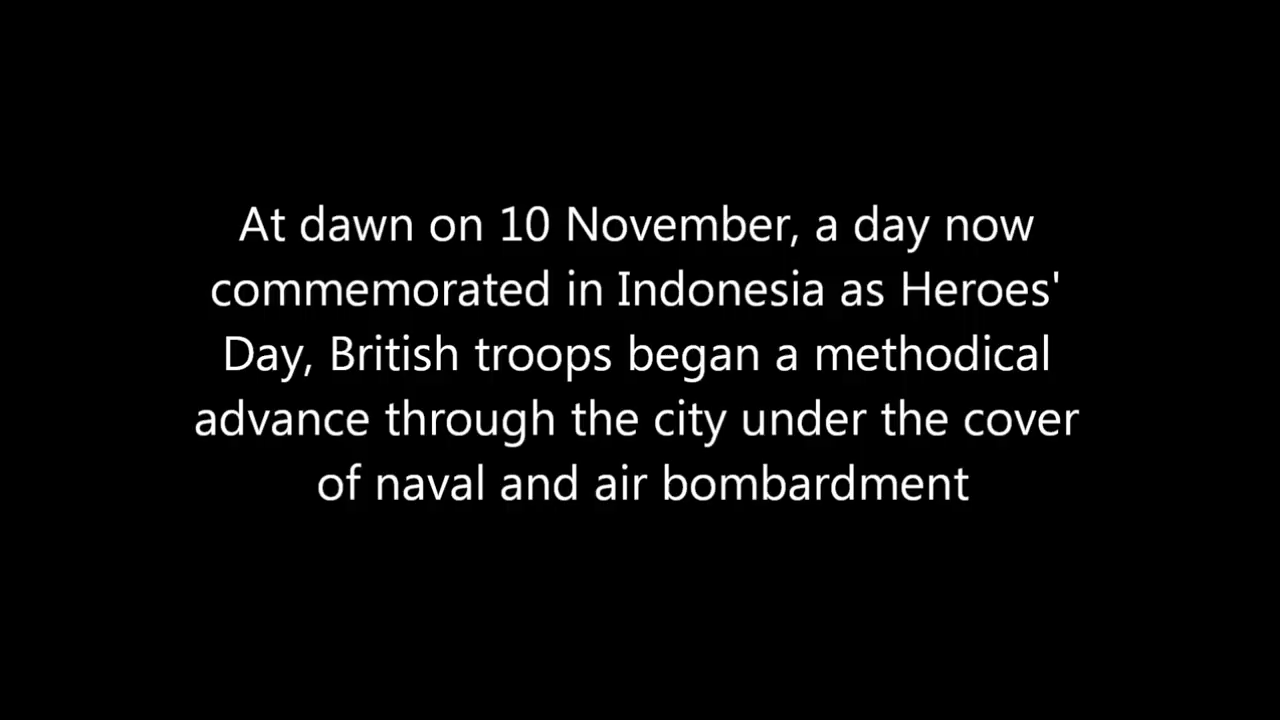 At dawn on 10 November, a day now
commemorated in Indonesia as Heroes'
Day, British troops began a methodical
advance through the city under the cover
of naval and air bombardment